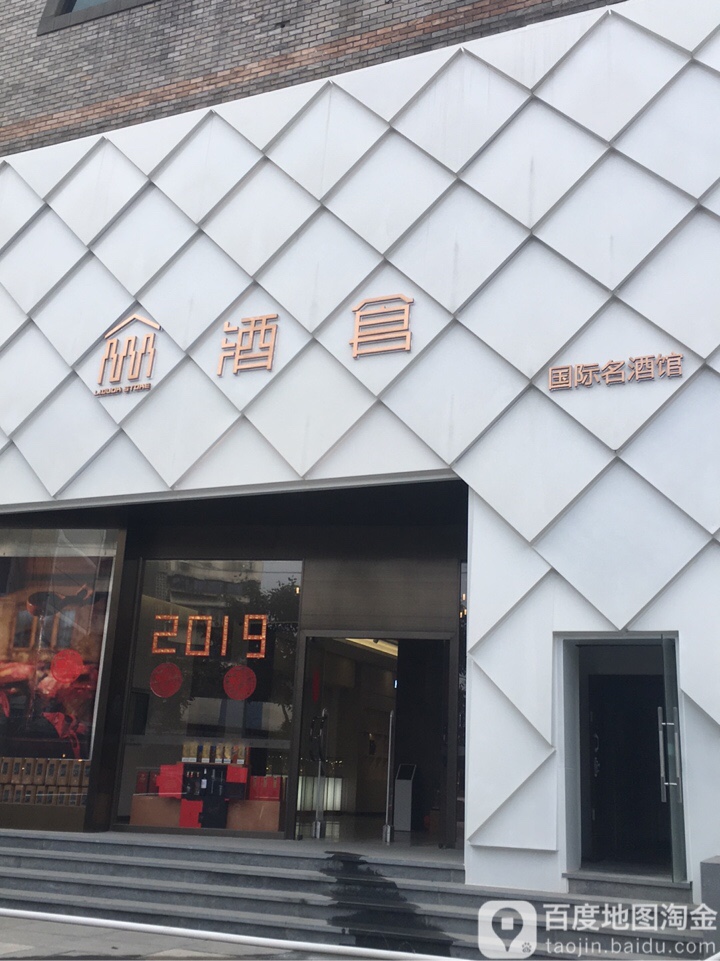 LIQUOR STORE
酒仓
国际名酒馆
2019
百度地图淘金
taojin.baidu.com